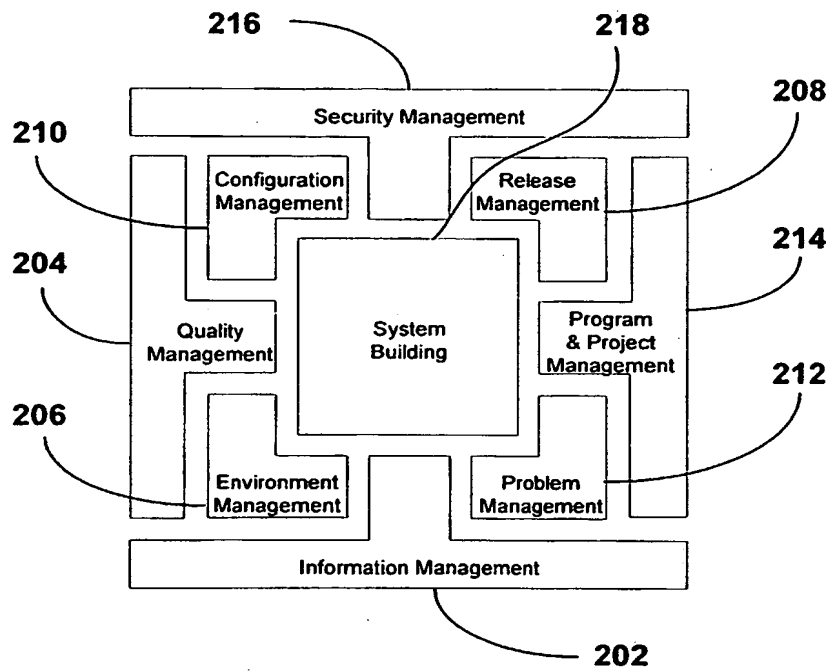 216
218
Security Management
208
210
Configuration
Management
Release
Management
204
214
Quality
Management
System
Building
Program
& Project
Management
206
212
Environment
Management
Problem
Management
Information Management
202